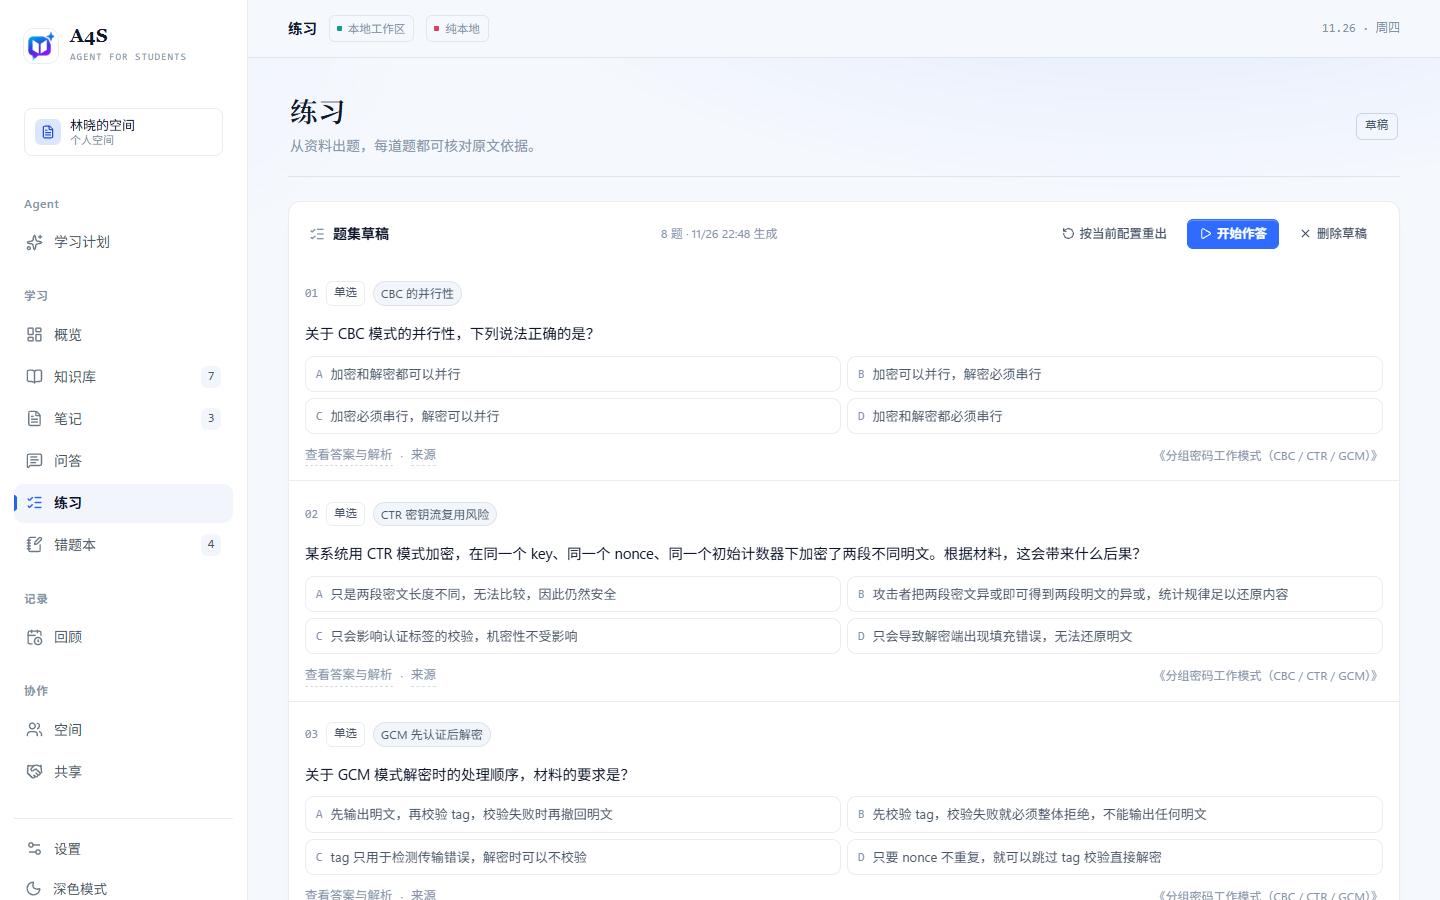 A4S
AGENT FOR STUDENTS
林晓的空间
个人空间
Agent
学习计划
学习
概览
知识库 7
笔记 3
问答
练习
错题本 4
记录
回顾
协作
空间
共享
设置
深色模式
练习 本地工作区 纯本地 11.26 · 周四
练习
从资料出题，每道题都可核对原文依据。
草稿
题集草稿 8 题 · 11/26 22:48 生成 按当前配置重出 开始作答 删除草稿
01 单选 CBC 的并行性
关于 CBC 模式的并行性，下列说法正确的是？
A 加密和解密都可以并行
B 加密可以并行，解密必须串行
C 加密必须串行，解密可以并行
D 加密和解密都必须串行
查看答案与解析 · 来源 《分组密码工作模式（CBC / CTR / GCM）》
02 单选 CTR 密钥流复用风险
某系统用 CTR 模式加密，在同一个 key、同一个 nonce、同一个初始计数器下加密了两段不同明文。根据材料，这会带来什么后果？
A 只是两段密文长度不同，无法比较，因此仍然安全
B 攻击者把两段密文异或即可得到两段明文的异或，统计规律足以还原内容
C 只会影响认证标签的校验，机密性不受影响
D 只会导致解密端出现填充错误，无法还原明文
查看答案与解析 · 来源 《分组密码工作模式（CBC / CTR / GCM）》
03 单选 GCM 先认证后解密
关于 GCM 模式解密时的处理顺序，材料的要求是？
A 先输出明文，再校验 tag，校验失败时再撤回明文
B 先校验 tag，校验失败就必须整体拒绝，不能输出任何明文
C tag 只用于检测传输错误，解密时可以不校验
D 只要 nonce 不重复，就可以跳过 tag 校验直接解密
查看答案与解析 · 来源 《分组密码工作模式（CBC / CTR / GCM）》